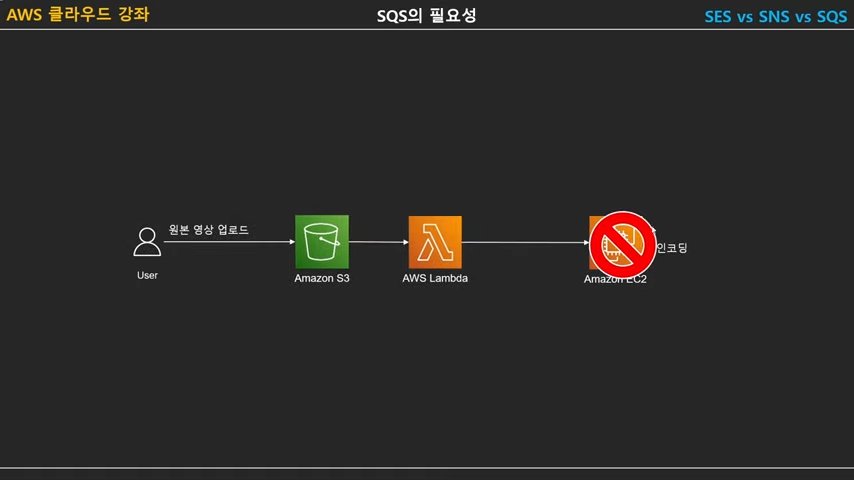 AWS 클라우드 강좌
SQS의 필요성
SES vs SNS vs SQS
원본 영상 업로드
인코딩
User
Amazon S3
AWS Lambda
Amazon EC2